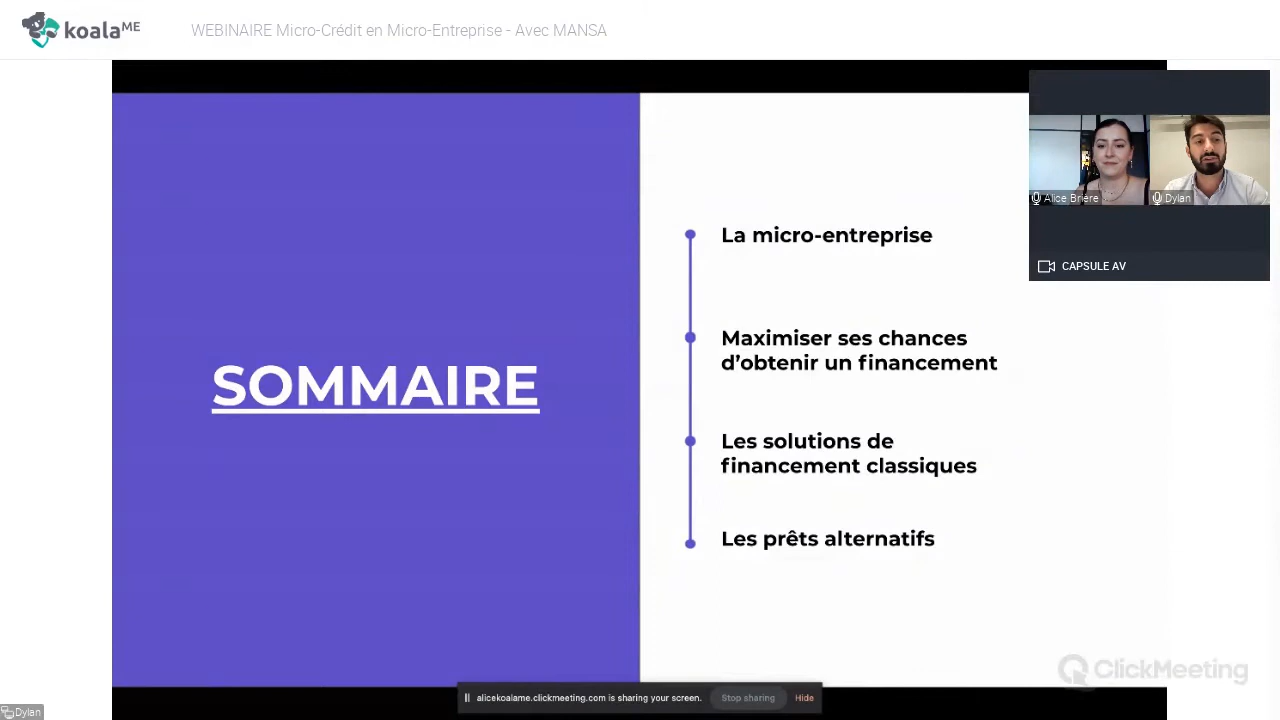 koalaME
WEBINAIRE Micro-Crédit en Micro-Entreprise - Avec MANSA
Alice Brière
Dylan
CAPSULE AV
SOMMAIRE
La micro-entreprise
Maximiser ses chances
d'obtenir un financement
Les solutions de
financement classiques
Les prêts alternatifs
ClickMeeting
alicekoalame.clickmeeting.com is sharing your screen.
Stop sharing
Hide
Dylan